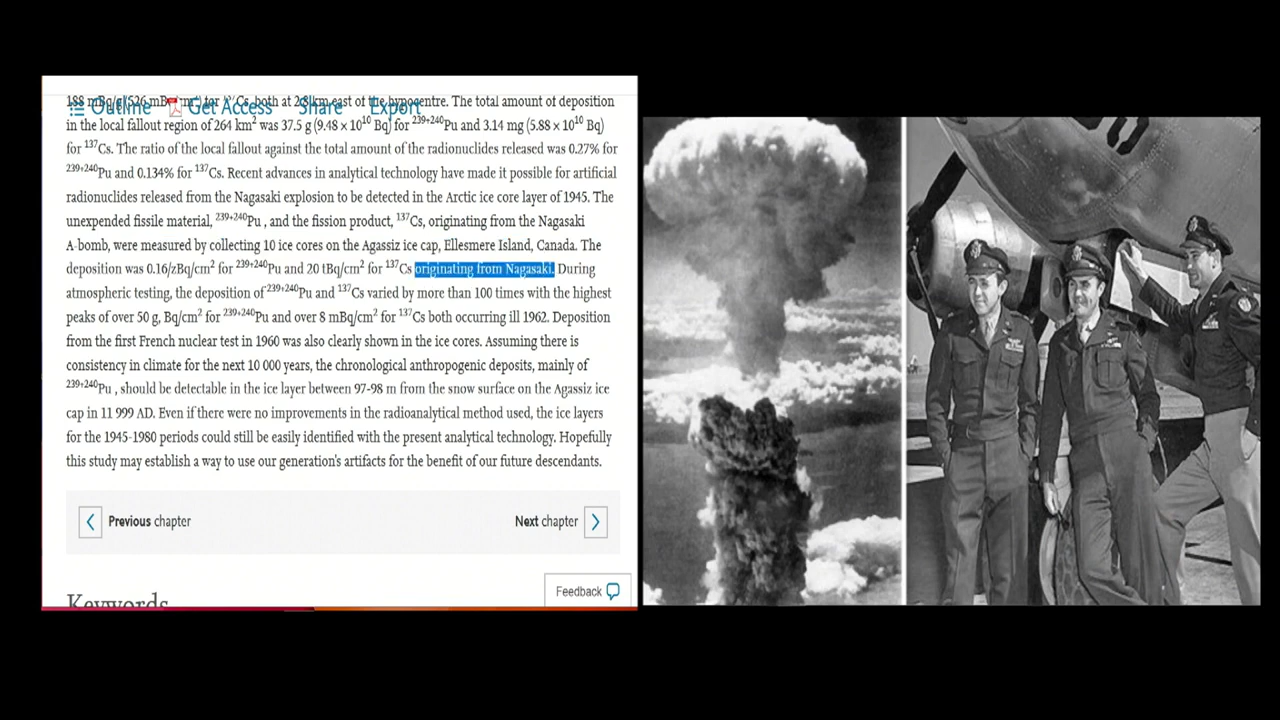 188 mBq/g (526 mBq/m²) for ¹³⁷Cs, both at 2.8 km east of the hypocentre. The total amount of deposition
Outline Get Access Share Export
in the local fallout region of 264 km² was 37.5 g (9.48 × 10¹⁰ Bq) for ²³⁹⁺²⁴⁰Pu and 3.14 mg (5.88 × 10¹⁰ Bq)
for ¹³⁷Cs. The ratio of the local fallout against the total amount of the radionuclides released was 0.27% for
²³⁹⁺²⁴⁰Pu and 0.134% for ¹³⁷Cs. Recent advances in analytical technology have made it possible for artificial
radionuclides released from the Nagasaki explosion to be detected in the Arctic ice core layer of 1945. The
unexpended fissile material, ²³⁹⁺²⁴⁰Pu , and the fission product, ¹³⁷Cs, originating from the Nagasaki
A-bomb, were measured by collecting 10 ice cores on the Agassiz ice cap, Ellesmere Island, Canada. The
deposition was 0.16/zBq/cm² for ²³⁹⁺²⁴⁰Pu and 20 tBq/cm² for ¹³⁷Cs originating from Nagasaki. During
atmospheric testing, the deposition of ²³⁹⁺²⁴⁰Pu and ¹³⁷Cs varied by more than 100 times with the highest
peaks of over 50 g, Bq/cm² for ²³⁹⁺²⁴⁰Pu and over 8 mBq/cm² for ¹³⁷Cs both occurring ill 1962. Deposition
from the first French nuclear test in 1960 was also clearly shown in the ice cores. Assuming there is
consistency in climate for the next 10 000 years, the chronological anthropogenic deposits, mainly of
²³⁹⁺²⁴⁰Pu , should be detectable in the ice layer between 97-98 m from the snow surface on the Agassiz ice
cap in 11 999 AD. Even if there were no improvements in the radioanalytical method used, the ice layers
for the 1945-1980 periods could still be easily identified with the present analytical technology. Hopefully
this study may establish a way to use our generation's artifacts for the benefit of our future descendants.
Previous chapter Next chapter
Feedback
Keywords